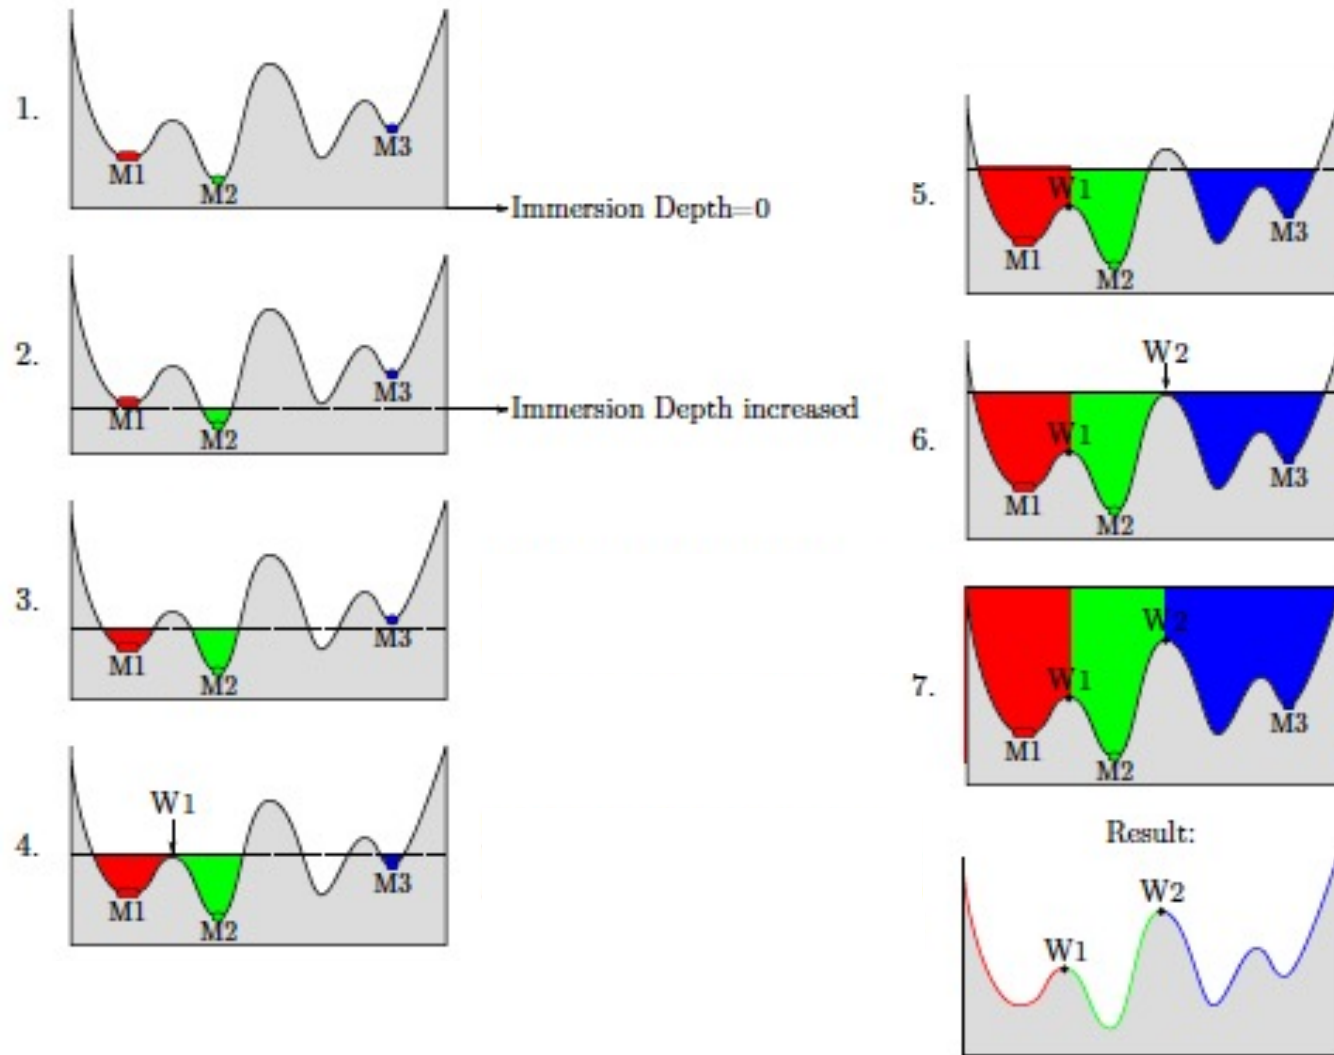 1.
M1
M2
M3
Immersion Depth=0
2.
M1
M2
M3
Immersion Depth increased
3.
M1
M2
M3
4.
W1
M1
M2
M3
5.
W1
M1
M2
M3
6.
W2
W1
M1
M2
M3
7.
W2
W1
M1
M2
M3
Result:
W2
W1